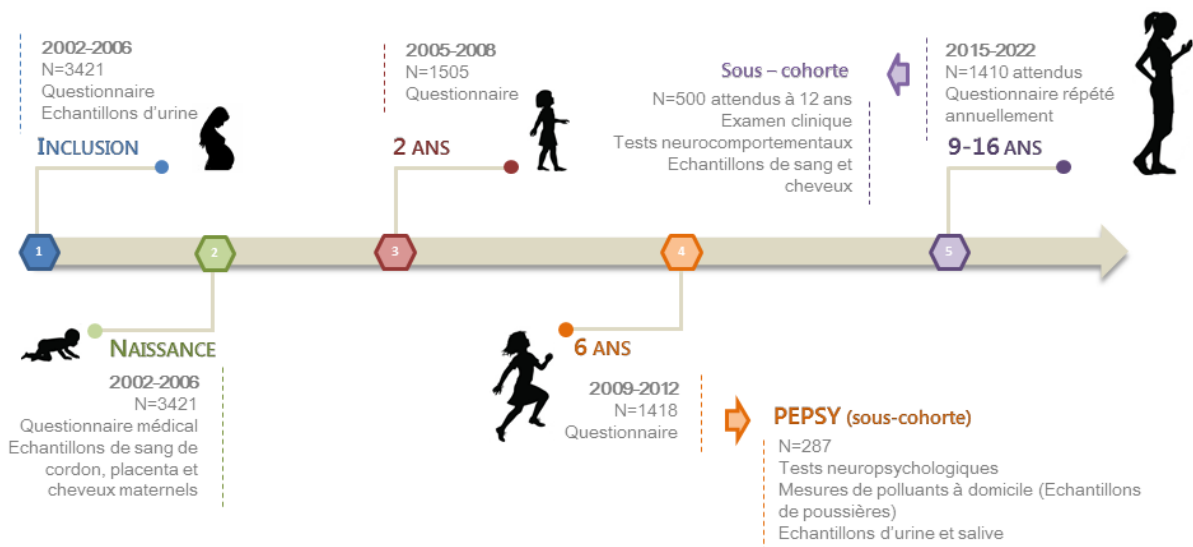 2002-2006
N=3421
Questionnaire
Echantillons d'urine
INCLUSION
2005-2008
N=1505
Questionnaire
2 ANS
Sous – cohorte
N=500 attendus à 12 ans
Examen clinique
Tests neurocomportementaux
Echantillons de sang et
cheveux
2015-2022
N=1410 attendus
Questionnaire répété
annuellement
9-16 ANS
1
2
3
4
5
NAISSANCE
2002-2006
N=3421
Questionnaire médical
Echantillons de sang de
cordon, placenta et
cheveux maternels
6 ANS
2009-2012
N=1418
Questionnaire
PEPSY (sous-cohorte)
N=287
Tests neuropsychologiques
Mesures de polluants à domicile (Echantillons
de poussières)
Echantillons d'urine et salive